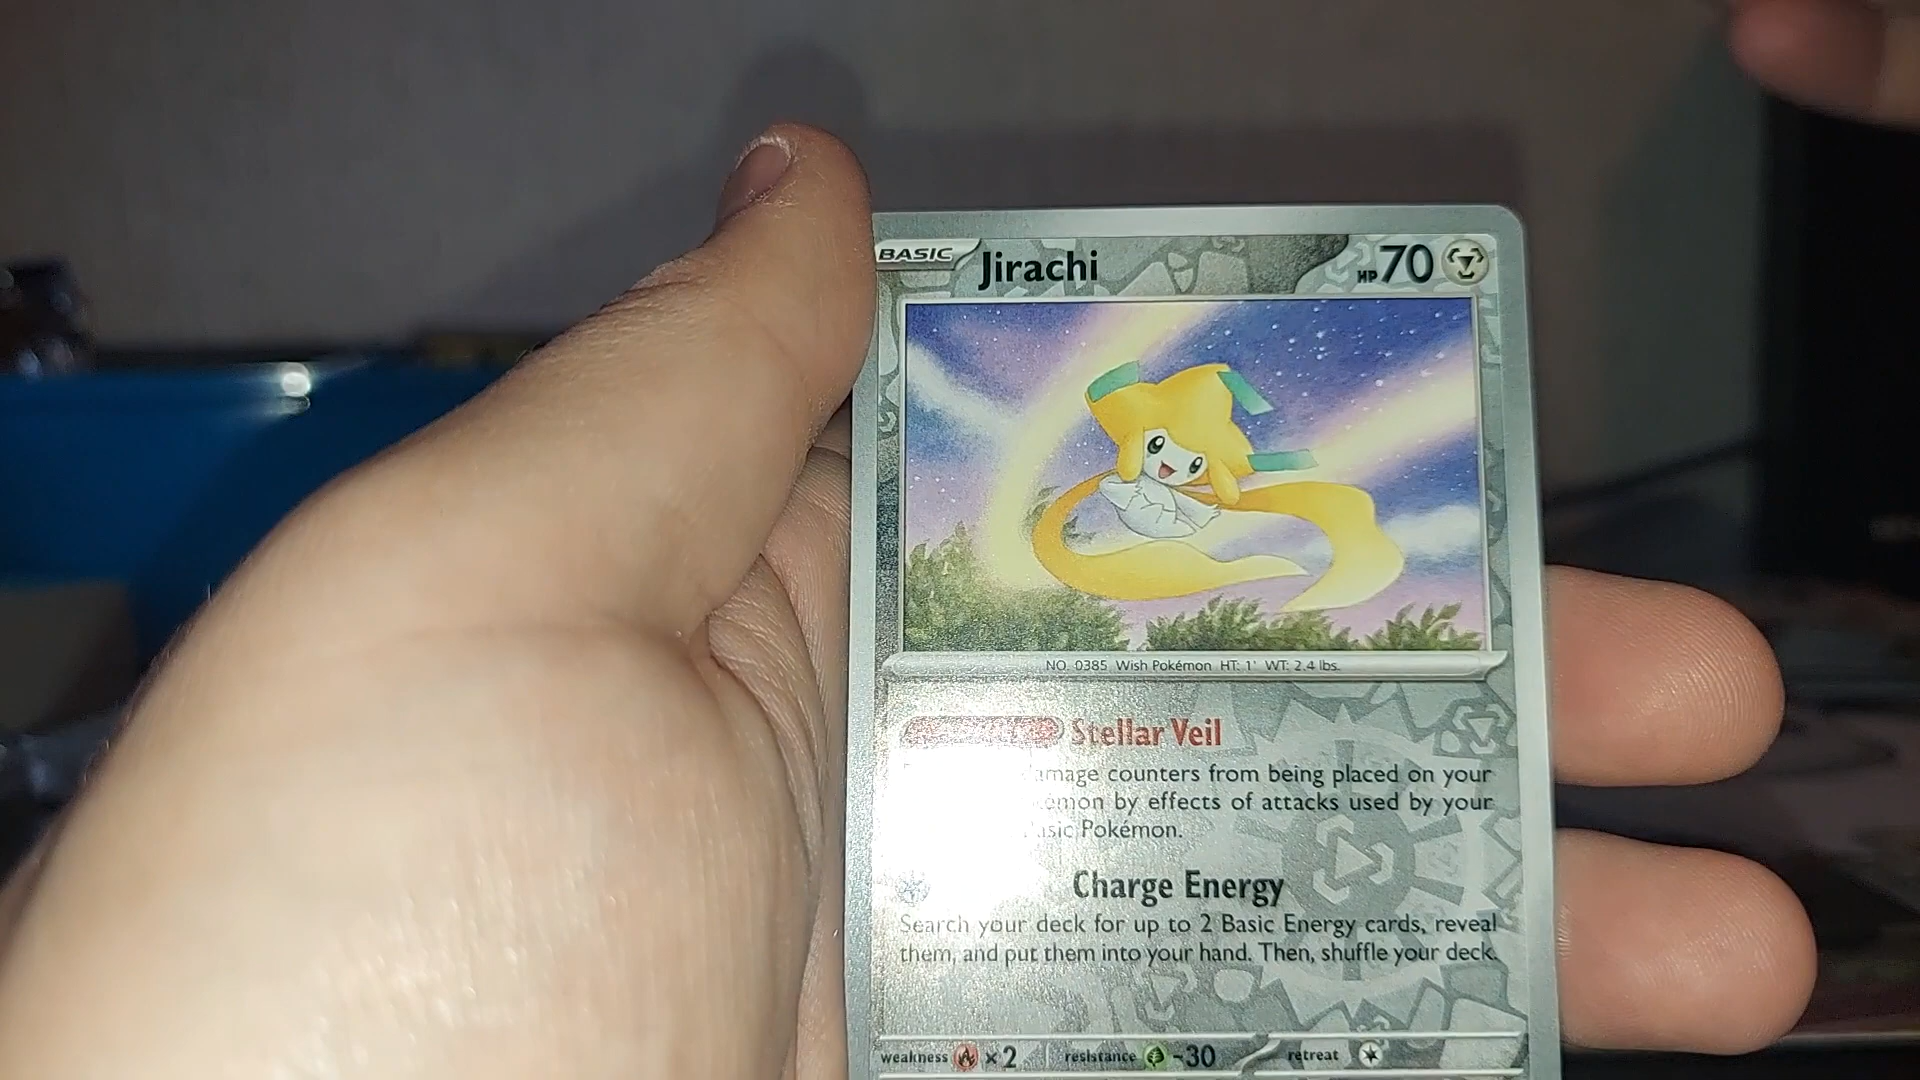 BASIC Jirachi HP 70
NO. 0385 Wish Pokémon HT: 1' WT: 2.4 lbs.
Stellar Veil
counters from being placed on your
by effects of attacks used by your
Pokémon.
Charge Energy
Search your deck for up to 2 Basic Energy cards, reveal
them, and put them into your hand. Then, shuffle your deck.
weakness ×2 resistance -30 retreat